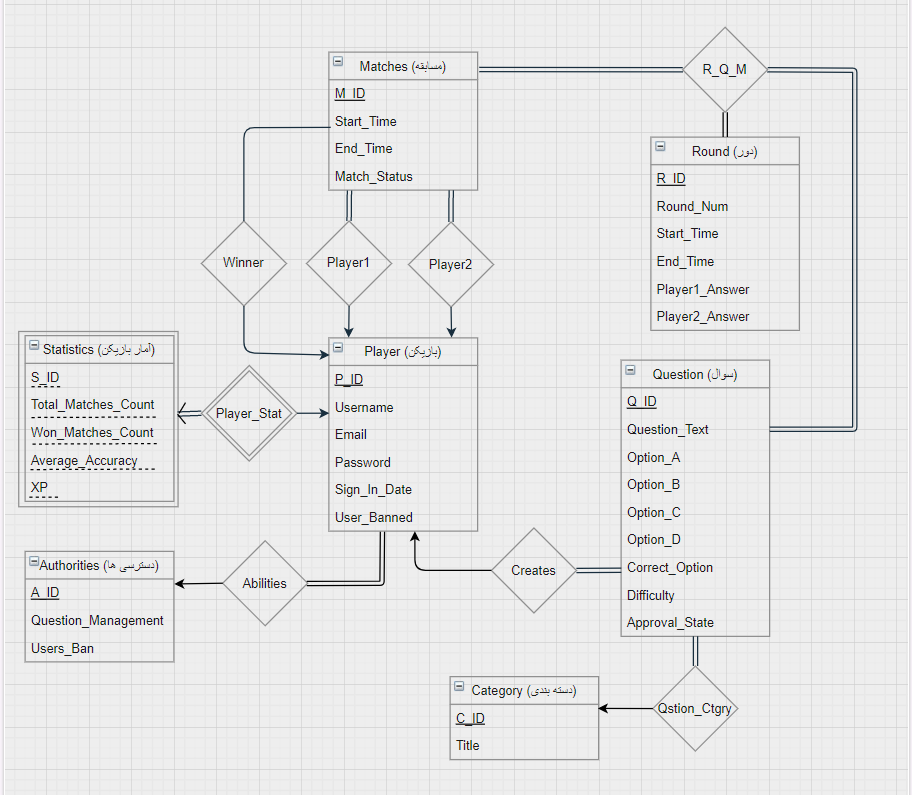 Matches (مسابقه)
M_ID
Start_Time
End_Time
Match_Status
R_Q_M
Round (دور)
R_ID
Round_Num
Start_Time
End_Time
Player1_Answer
Player2_Answer
Winner
Player1
Player2
Statistics (آمار بازیکن)
S_ID
Total_Matches_Count
Won_Matches_Count
Average_Accuracy
XP
Player_Stat
Player (بازیکن)
P_ID
Username
Email
Password
Sign_In_Date
User_Banned
Question (سوال)
Q_ID
Question_Text
Option_A
Option_B
Option_C
Option_D
Correct_Option
Difficulty
Approval_State
Authorities (دسترسی ها)
A_ID
Question_Management
Users_Ban
Abilities
Creates
Category (دسته بندی)
C_ID
Title
Qstion_Ctgry